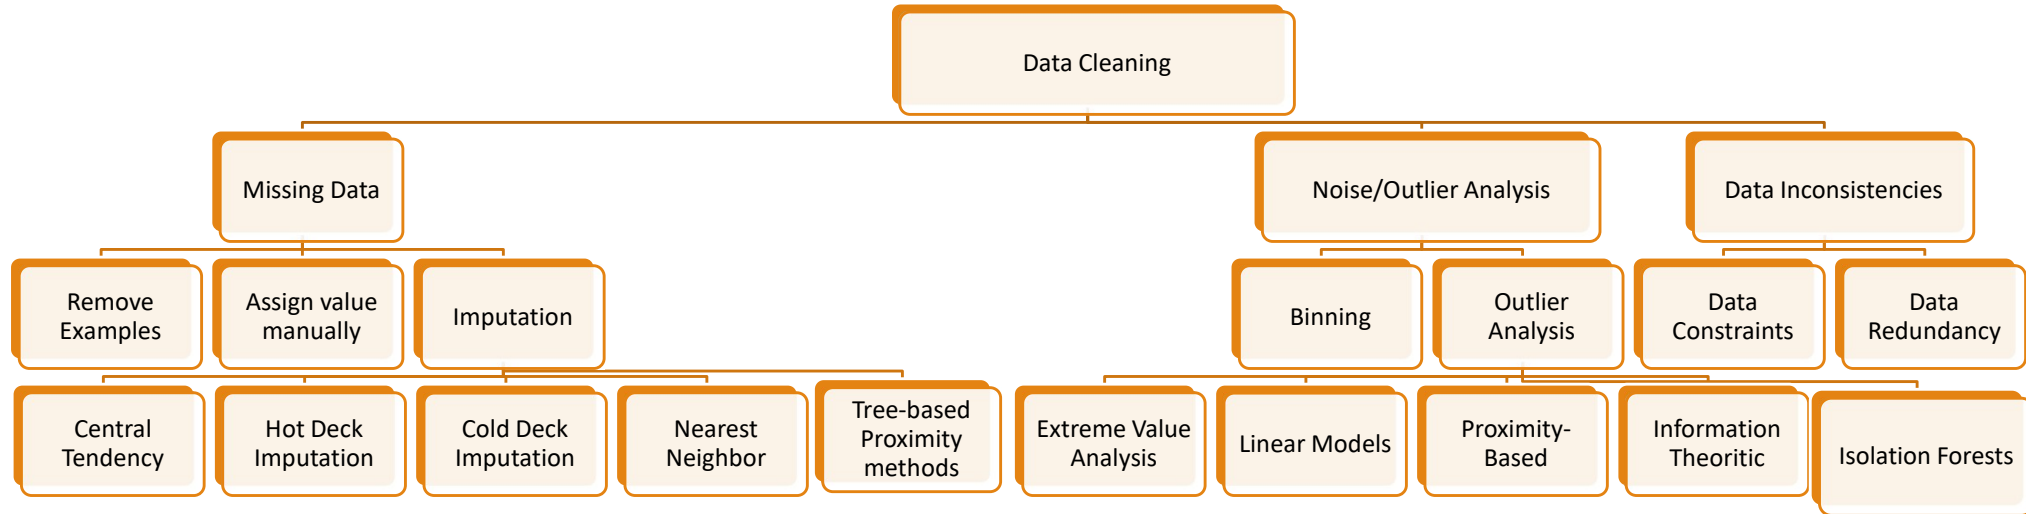 Data Cleaning
Missing Data
Noise/Outlier Analysis
Data Inconsistencies
Remove
Examples
Assign value
manually
Imputation
Binning
Outlier
Analysis
Data
Constraints
Data
Redundancy
Central
Tendency
Hot Deck
Imputation
Cold Deck
Imputation
Nearest
Neighbor
Tree-based
Proximity
methods
Extreme Value
Analysis
Linear Models
Proximity-
Based
Information
Theoritic
Isolation Forests